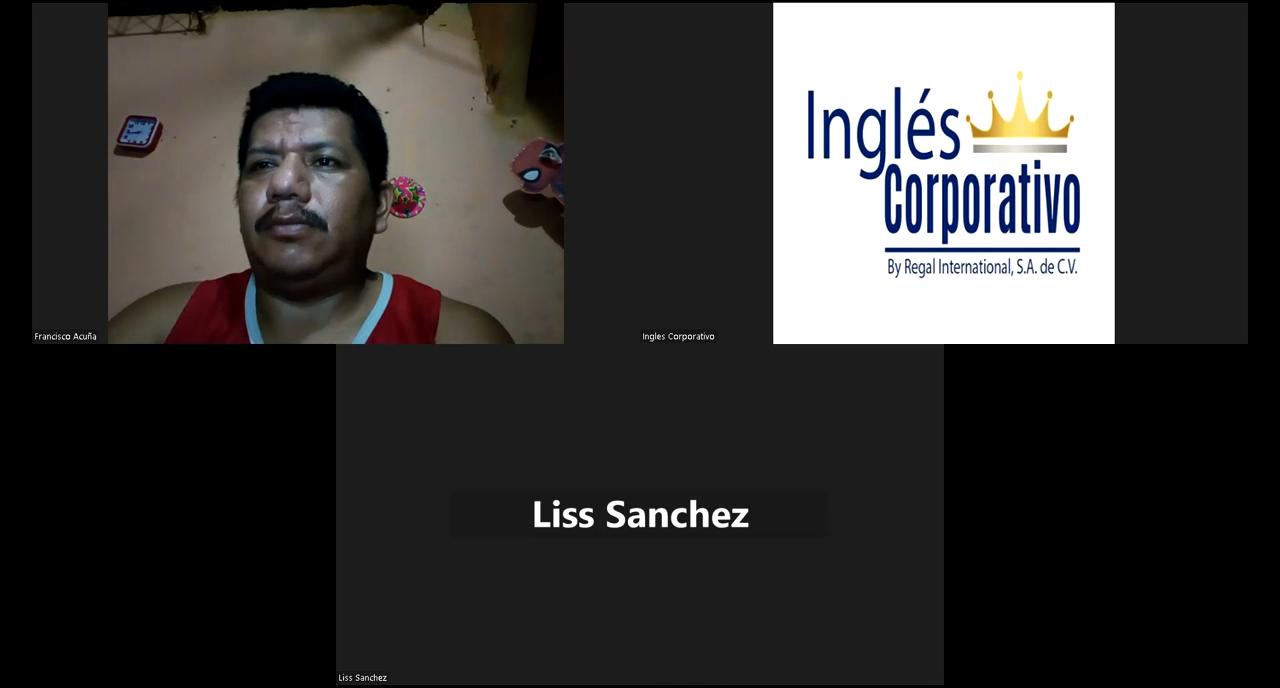 Inglés
Corporativo
By Regal International, S.A. de C.V.
Francisco Acuña
Ingles Corporativo
Liss Sanchez
Liss Sanchez